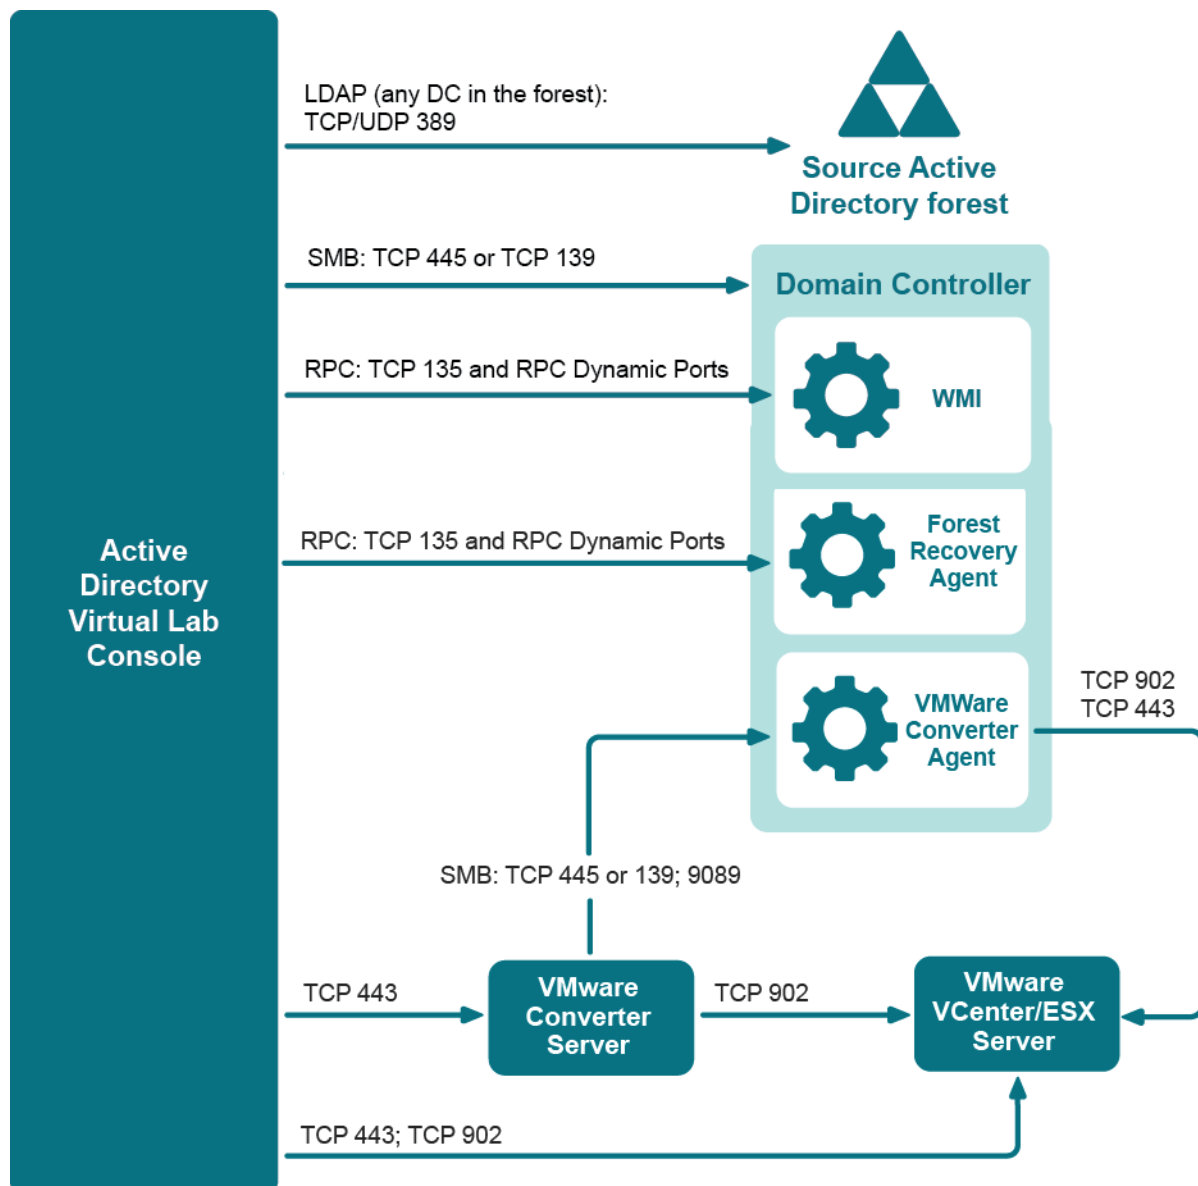 LDAP (any DC in the forest):
TCP/UDP 389
Source Active
Directory forest
SMB: TCP 445 or TCP 139
Domain Controller
RPC: TCP 135 and RPC Dynamic Ports
WMI
RPC: TCP 135 and RPC Dynamic Ports
Forest
Recovery
Agent
Active
Directory
Virtual Lab
Console
VMWare
Converter
Agent
TCP 902
TCP 443
SMB: TCP 445 or 139; 9089
TCP 443
VMware
Converter
Server
TCP 902
VMware
VCenter/ESX
Server
TCP 443; TCP 902